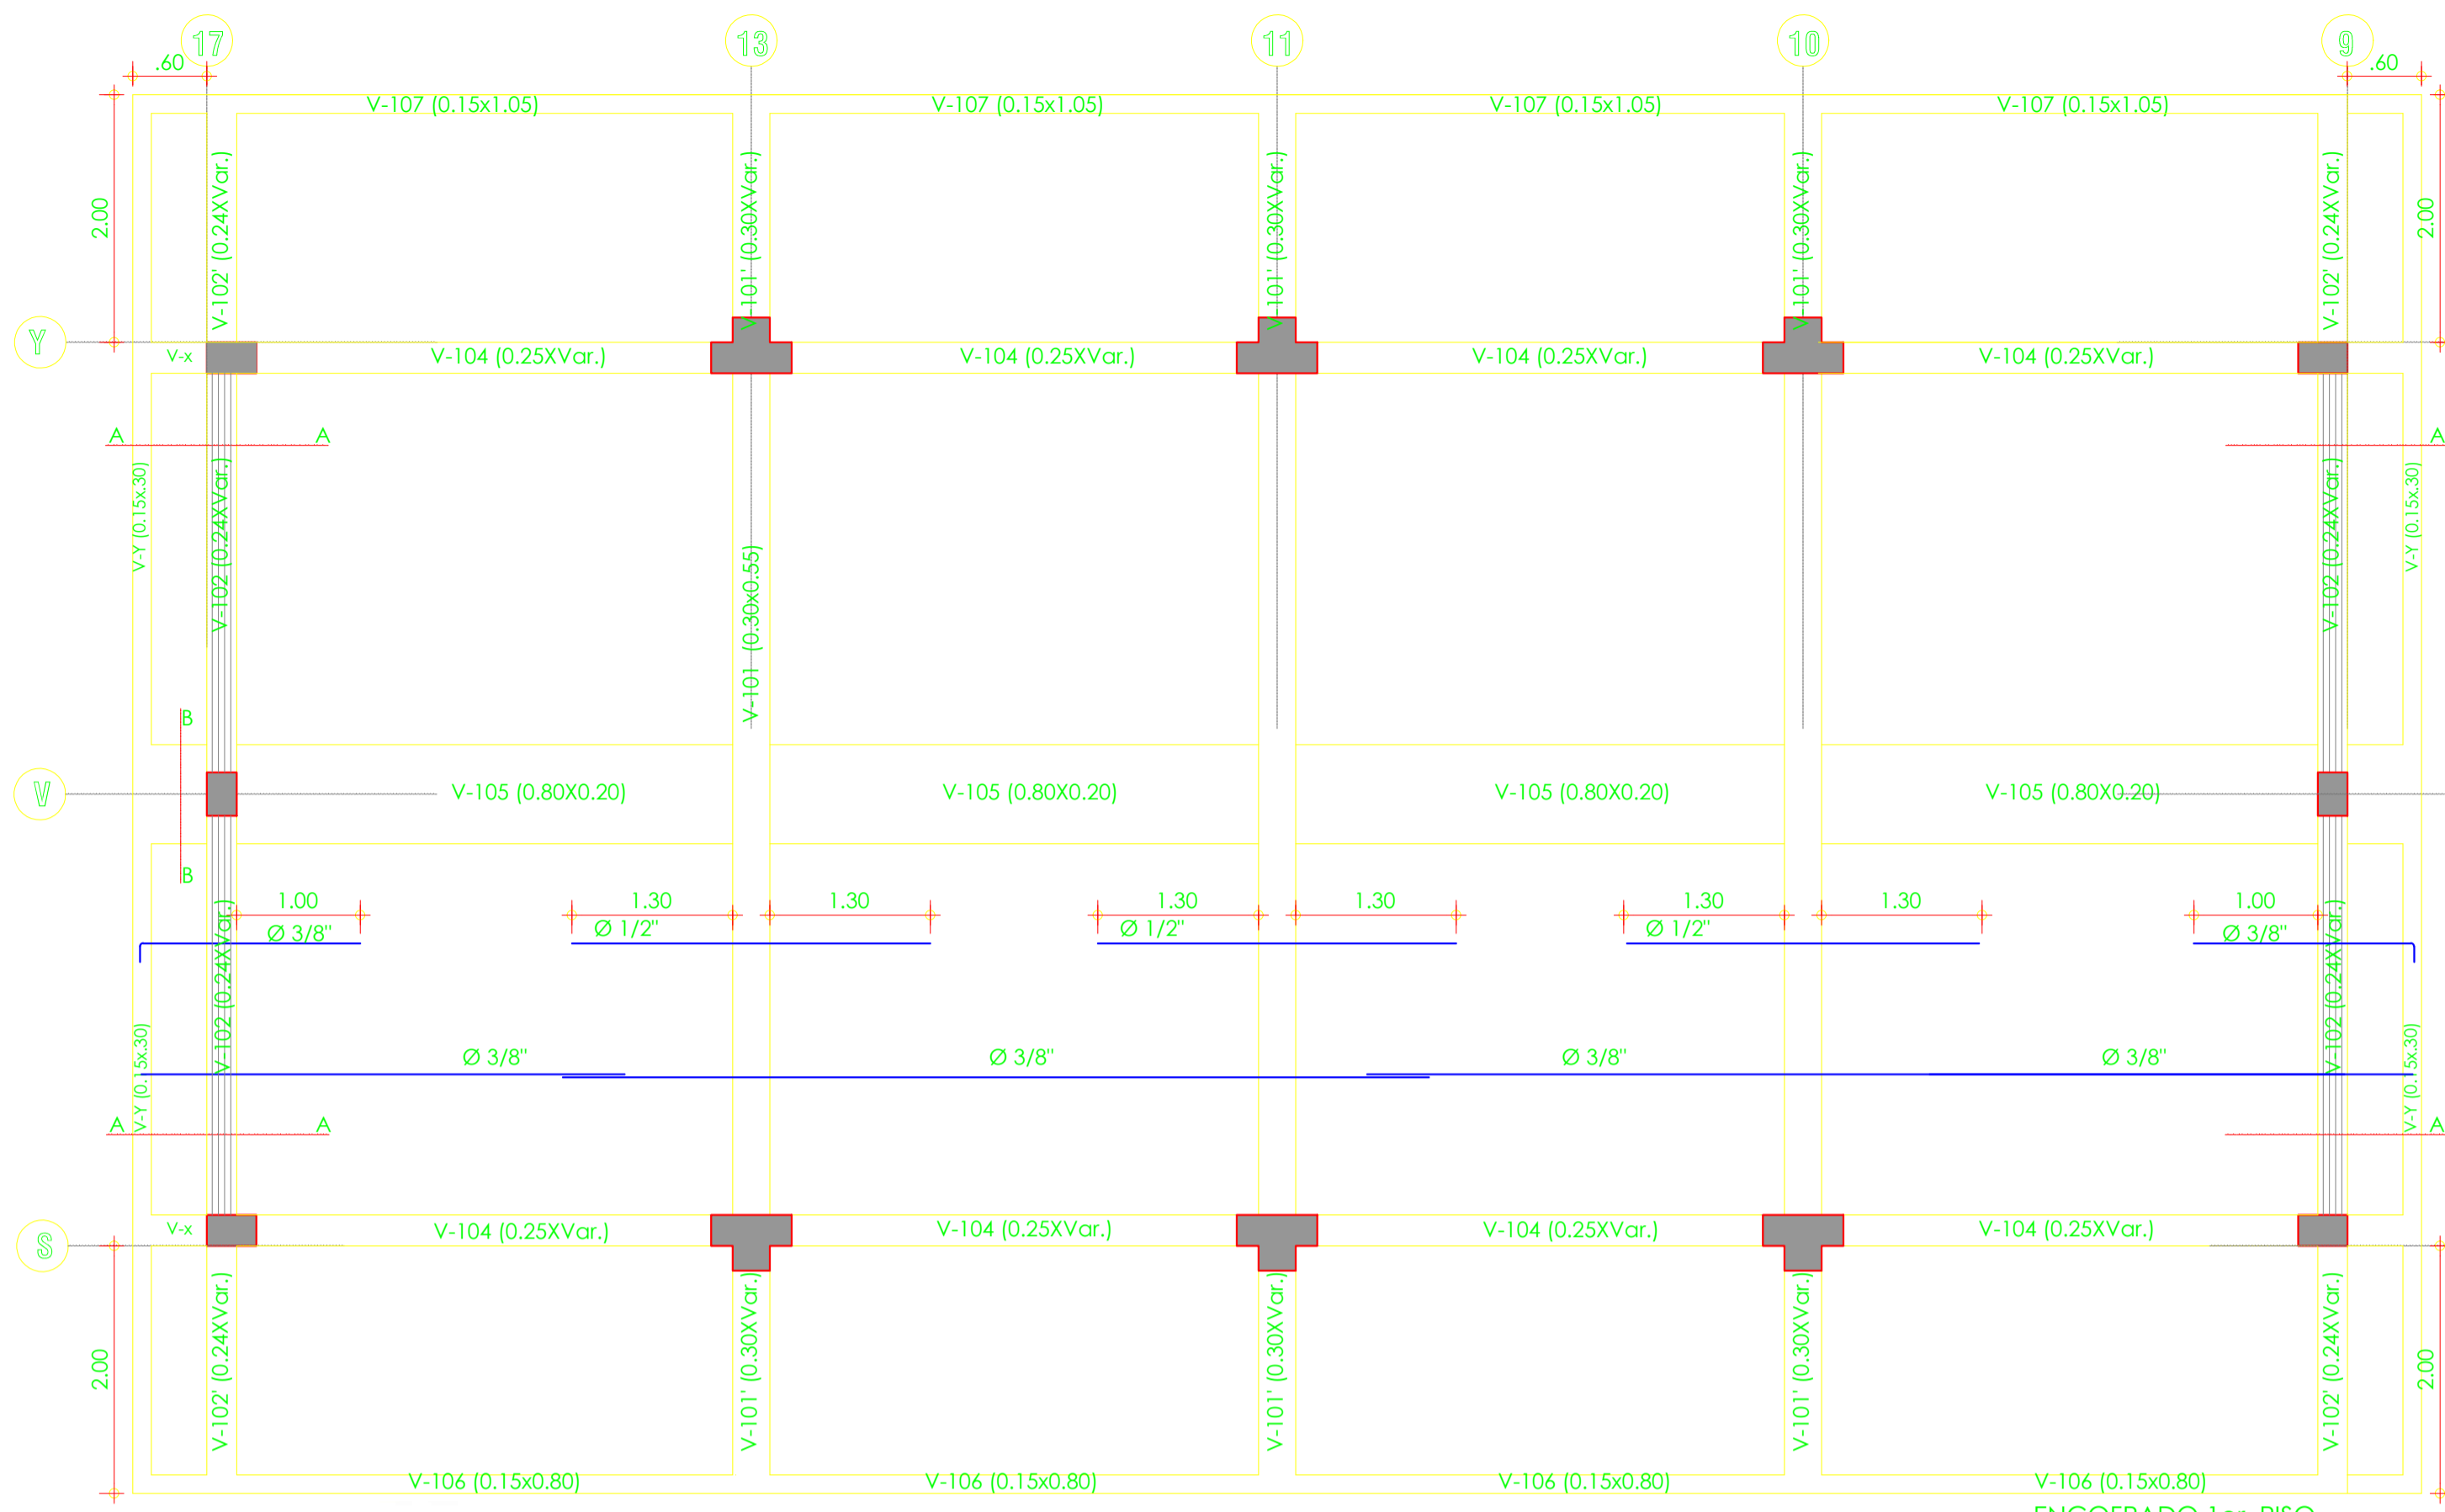 17 13 11 10 9
.60 .60
V-107 (0.15x1.05) V-107 (0.15x1.05) V-107 (0.15x1.05) V-107 (0.15x1.05)
2.00 V-102' (0.24XVar.) V-101' (0.30XVar.) V-101' (0.30XVar.) V-101' (0.30XVar.) V-102' (0.24XVar.) 2.00
Y V-x V-104 (0.25XVar.) V-104 (0.25XVar.) V-104 (0.25XVar.) V-104 (0.25XVar.)
A A A
V-Y (0.15x.30) V-102 (0.24XVar.) V-101 (0.30x0.55) V-102 (0.24XVar.) V-Y (0.15x.30)
B
V V-105 (0.80X0.20) V-105 (0.80X0.20) V-105 (0.80X0.20) V-105 (0.80X0.20)
B
1.00 1.30 1.30 1.30 1.30 1.30 1.30 1.00
Ø 3/8" Ø 1/2" Ø 1/2" Ø 1/2" Ø 3/8"
V-102 (0.24XVar.) V-102 (0.24XVar.)
Ø 3/8" Ø 3/8" Ø 3/8" Ø 3/8"
V-Y (0.15x.30) V-Y (0.15x.30)
A A A
S V-x V-104 (0.25XVar.) V-104 (0.25XVar.) V-104 (0.25XVar.) V-104 (0.25XVar.)
2.00 V-102' (0.24XVar.) V-101' (0.30XVar.) V-101' (0.30XVar.) V-101' (0.30XVar.) V-102' (0.24XVar.) 2.00
V-106 (0.15x0.80) V-106 (0.15x0.80) V-106 (0.15x0.80) V-106 (0.15x0.80)
ENCOFRADO 1er. PISO